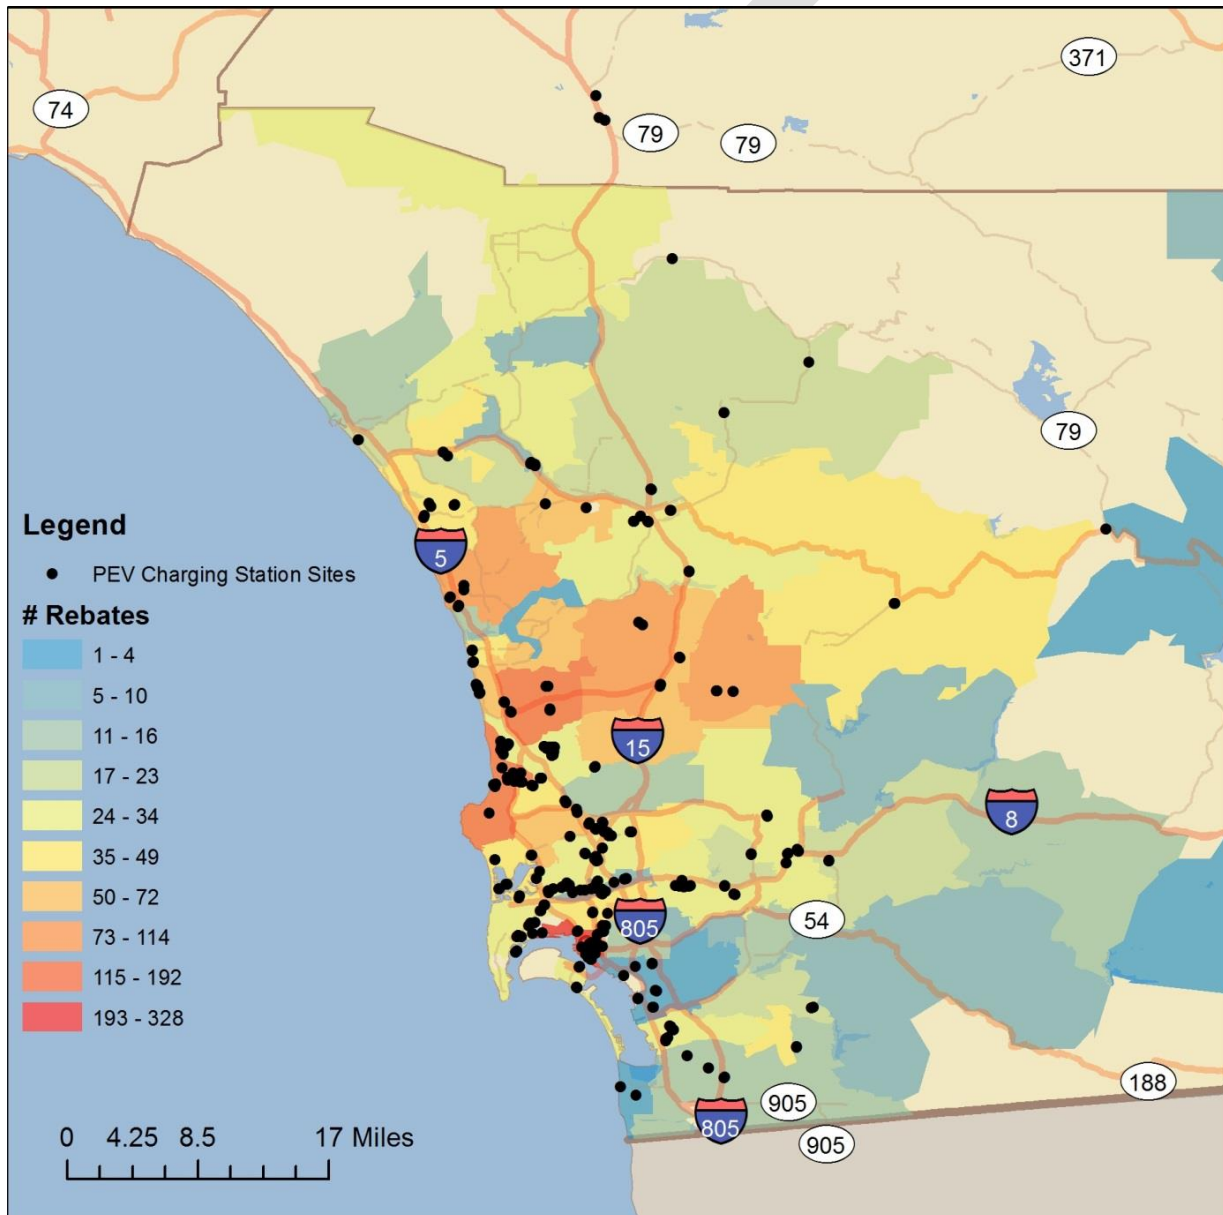 371
74
79
79
79
Legend
PEV Charging Station Sites
# Rebates
1 - 4
5 - 10
11 - 16
17 - 23
24 - 34
35 - 49
50 - 72
73 - 114
115 - 192
193 - 328
5
15
8
805
54
188
905
805
905
0 4.25 8.5 17 Miles